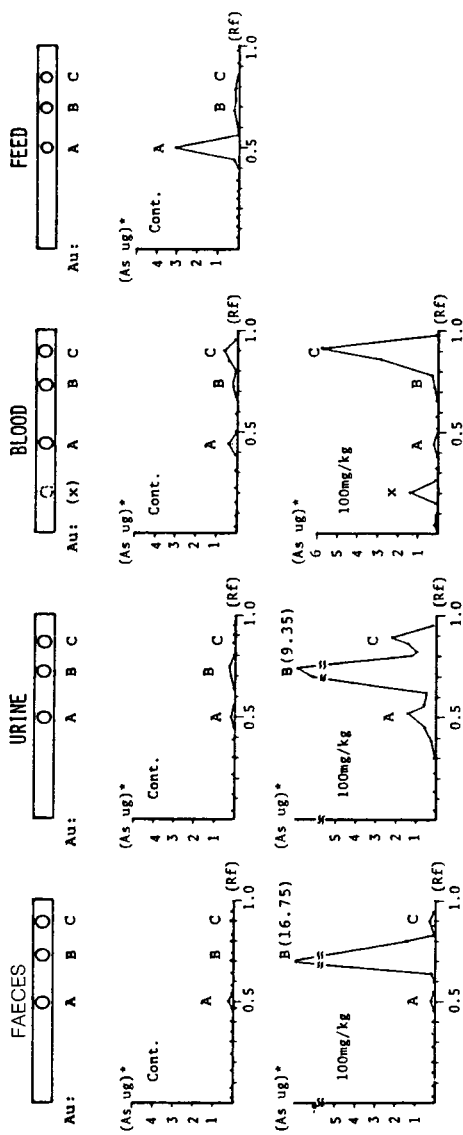 FAECES
Au: A B C
(As ug)*
4
3
2
1
Cont.
A B C
0.5 1.0
(Rf)
(As ug)*
B(16.75)
5
4
3
2
1
100mg/kg
A C
0.5 1.0
(Rf)
URINE
Au: A B C
(As ug)*
4
3
2
1
Cont.
A B C
0.5 1.0
(Rf)
(As ug)*
B(9.35)
5
4
3
2
1
100mg/kg
A C
0.5 1.0
(Rf)
BLOOD
Au: (x) A B C
(As ug)*
4
3
2
1
Cont.
A B C
0.5 1.0
(Rf)
(As ug)*
6
5
4
3
2
1
100mg/kg
x A B C
0.5 1.0
(Rf)
FEED
Au: A B C
(As ug)*
4
3
2
1
Cont.
A B C
0.5 1.0
(Rf)